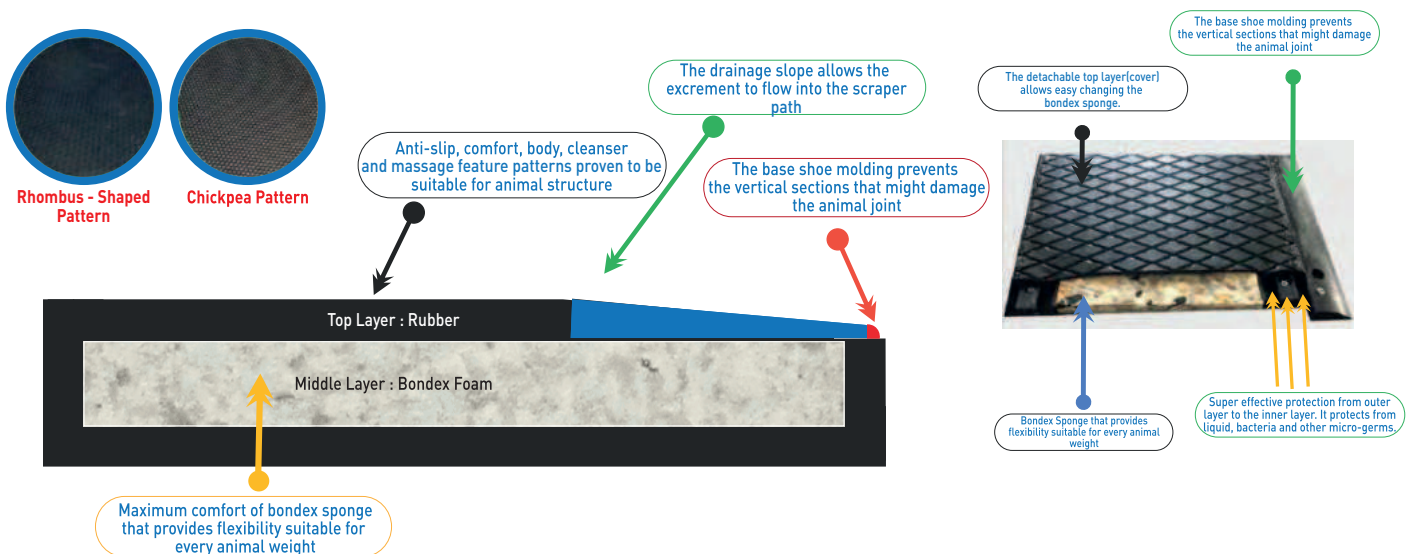 Rhombus - Shaped
Pattern
Chickpea Pattern
Anti-slip, comfort, body, cleanser
and massage feature patterns proven to be
suitable for animal structure
The drainage slope allows the
excrement to flow into the scraper
path
The base shoe molding prevents
the vertical sections that might damage
the animal joint
Top Layer : Rubber
Middle Layer : Bondex Foam
Maximum comfort of bondex sponge
that provides flexibility suitable for
every animal weight
The base shoe molding prevents
the vertical sections that might damage
the animal joint
The detachable top layer(cover)
allows easy changing the
bondex sponge.
Bondex Sponge that provides
flexibility suitable for every animal
weight
Super effective protection from outer
layer to the inner layer. It protects from
liquid, bacteria and other micro-germs.